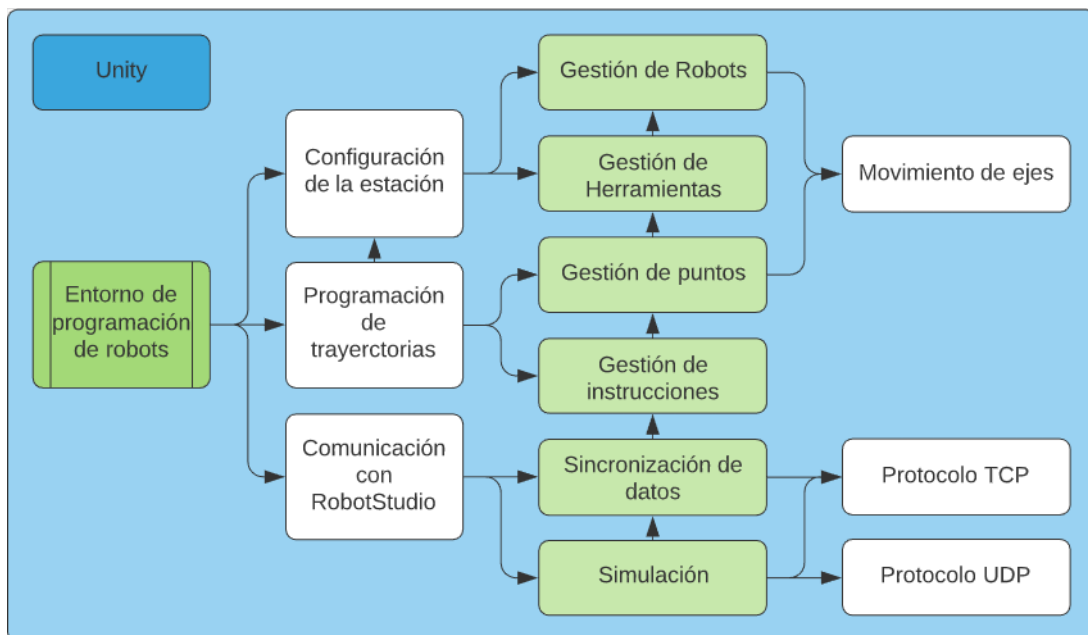 Unity
Entorno de
programación
de robots
Configuración
de la estación
Programación
de
trayerctorias
Comunicación
con
RobotStudio
Gestión de Robots
Gestión de
Herramientas
Gestión de puntos
Gestión de
instrucciones
Sincronización de
datos
Simulación
Movimiento de ejes
Protocolo TCP
Protocolo UDP